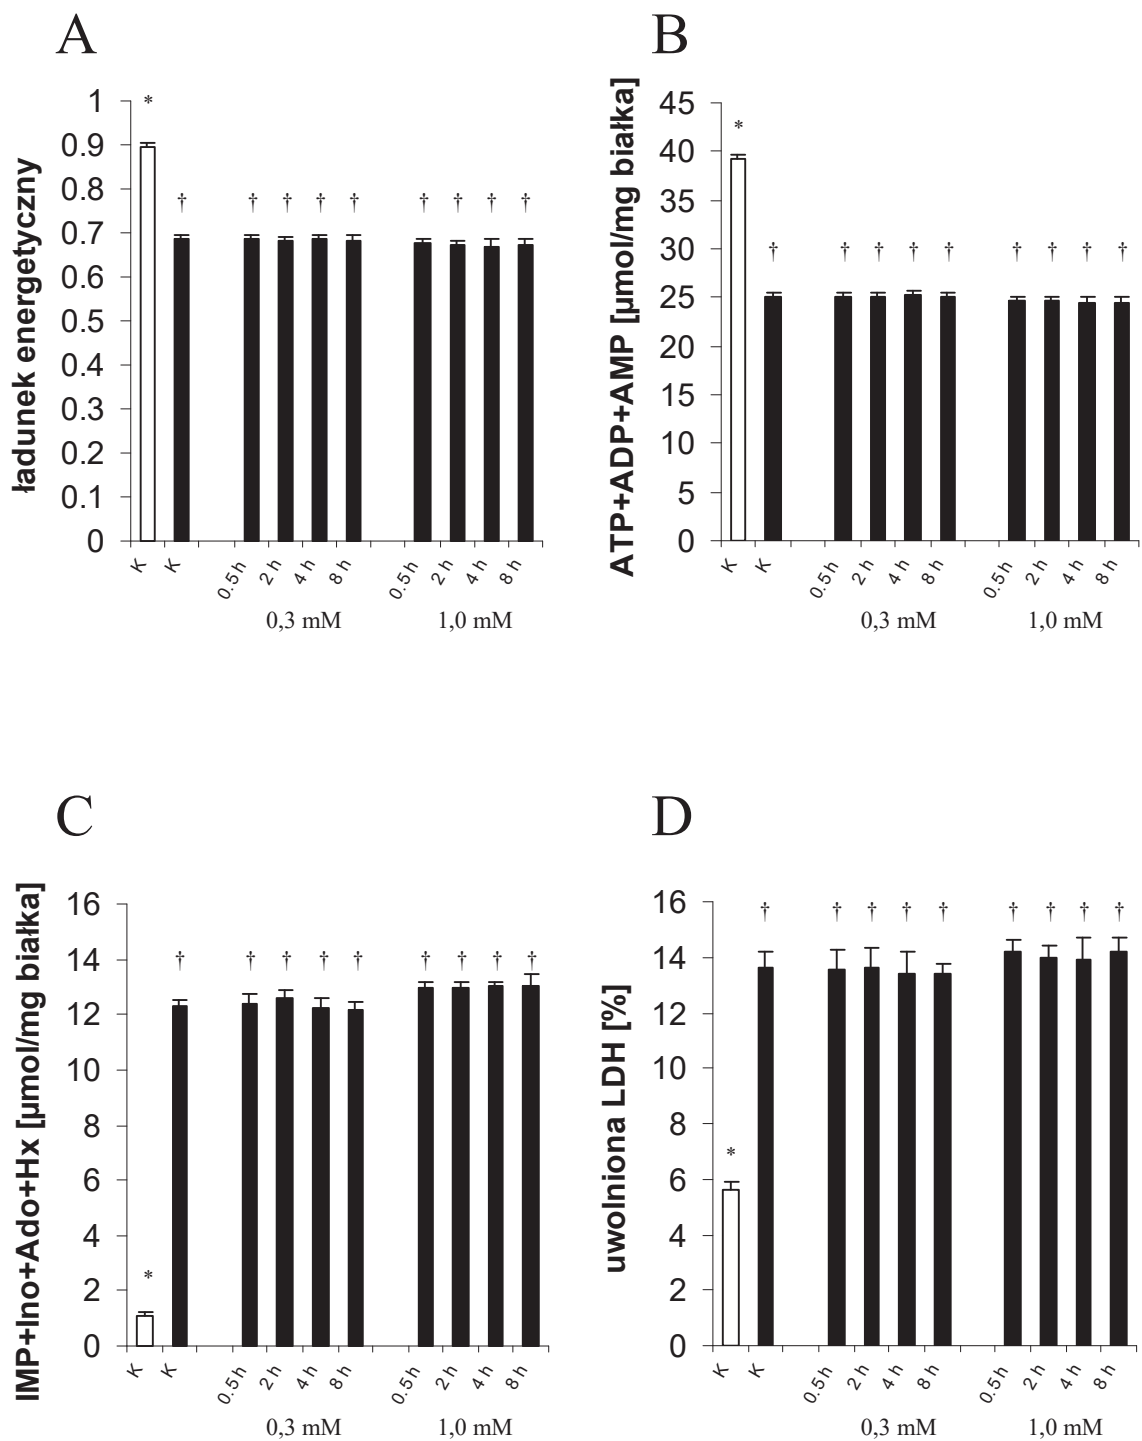 A
ładunek energetyczny
1
0.9
0.8
0.7
0.6
0.5
0.4
0.3
0.2
0.1
0
*
† † † † † † † † †
K K 0.5 h 2 h 4 h 8 h 0.5 h 2 h 4 h 8 h
0,3 mM 1,0 mM
B
ATP+ADP+AMP [µmol/mg białka]
45
40
35
30
25
20
15
10
5
0
*
† † † † † † † † †
K K 0.5 h 2 h 4 h 8 h 0.5 h 2 h 4 h 8 h
0,3 mM 1,0 mM
C
IMP+Ino+Ado+Hx [µmol/mg białka]
16
14
12
10
8
6
4
2
0
† † † † † † † † †
*
K K 0.5 h 2 h 4 h 8 h 0.5 h 2 h 4 h 8 h
0,3 mM 1,0 mM
D
uwolniona LDH [%]
16
14
12
10
8
6
4
2
0
† † † † † † † † †
*
K K 0.5 h 2 h 4 h 8 h 0.5 h 2 h 4 h 8 h
0,3 mM 1,0 mM